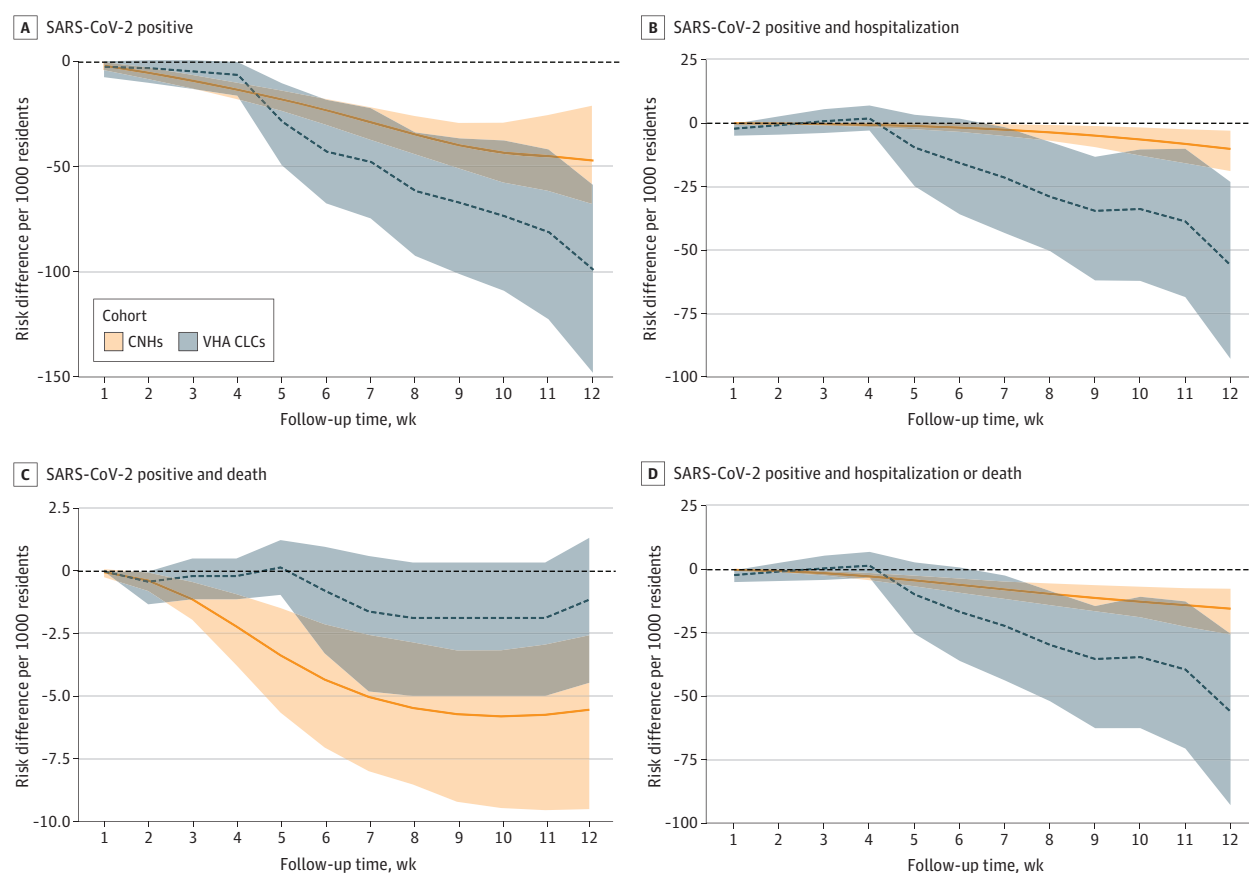 A SARS-CoV-2 positive
Risk difference per 1000 residents
0
-50
-100
-150
Cohort
CNHs VHA CLCs
1 2 3 4 5 6 7 8 9 10 11 12
Follow-up time, wk
B SARS-CoV-2 positive and hospitalization
Risk difference per 1000 residents
25
0
-25
-50
-75
-100
1 2 3 4 5 6 7 8 9 10 11 12
Follow-up time, wk
C SARS-CoV-2 positive and death
Risk difference per 1000 residents
2.5
0
-2.5
-5.0
-7.5
-10.0
1 2 3 4 5 6 7 8 9 10 11 12
Follow-up time, wk
D SARS-CoV-2 positive and hospitalization or death
Risk difference per 1000 residents
25
0
-25
-50
-75
-100
1 2 3 4 5 6 7 8 9 10 11 12
Follow-up time, wk